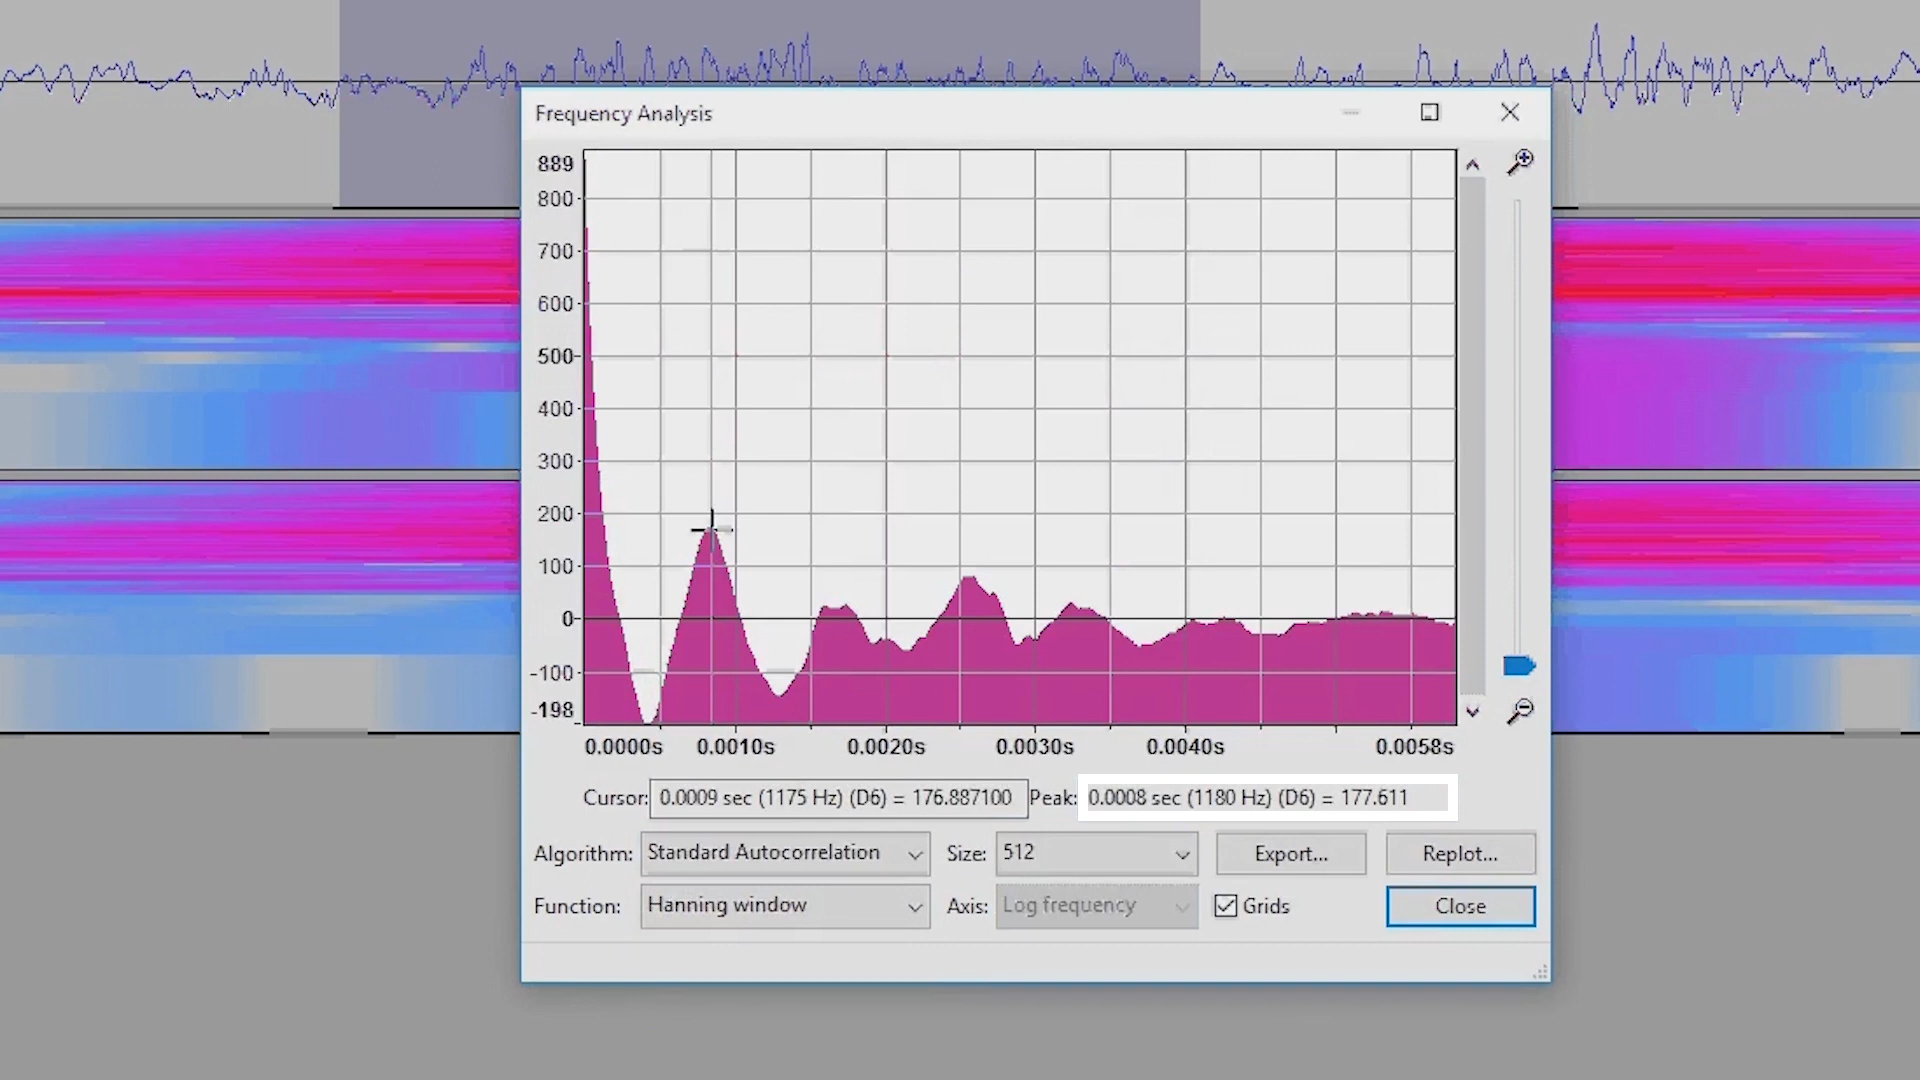 Frequency Analysis
889
800
700
600
500
400
300
200
100
0
-100
-198
0.0000s 0.0010s 0.0020s 0.0030s 0.0040s 0.0058s
Cursor: 0.0009 sec (1175 Hz) (D6) = 176.887100 Peak: 0.0008 sec (1180 Hz) (D6) = 177.611
Algorithm: Standard Autocorrelation Size: 512 Export... Replot...
Function: Hanning window Axis: Log frequency Grids Close